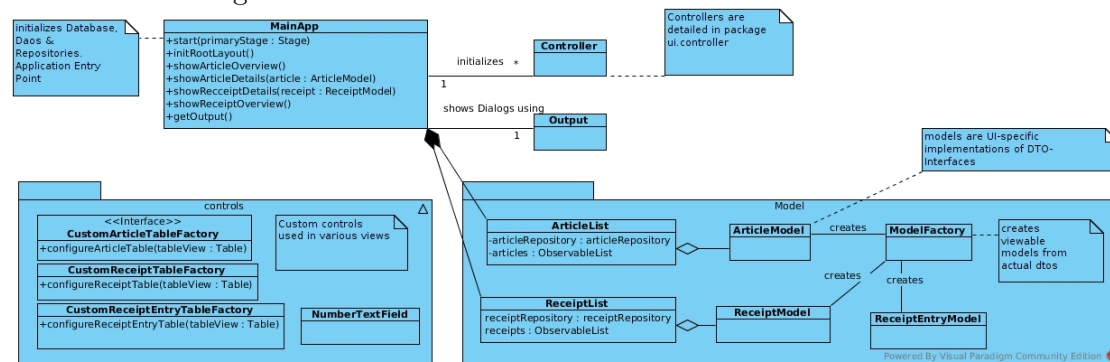 initializes Database,
Daos &
Repositories.
Application Entry
Point
MainApp
+start(primaryStage : Stage)
+initRootLayout()
+showArticleOverview()
+showArticleDetails(article : ArticleModel)
+showRecceiptDetails(receipt : ReceiptModel)
+showReceiptOverview()
+getOutput()
initializes *
1
Controller
Controllers are
detailed in package
ui.controller
shows Dialogs using
1
Output
models are UI-specific
implementations of DTO-
Interfaces
controls
<<Interface>>
CustomArticleTableFactory
+configureArticleTable(tableView : Table)
CustomReceiptTableFactory
+configureReceiptTable(tableView : Table)
CustomReceiptEntryTableFactory
+configureReceiptEntryTable(tableView : Table)
Custom controls
used in various views
NumberTextField
Model
ArticleList
-articleRepository : articleRepository
-articles : ObservableList
ArticleModel
creates
ModelFactory
creates
viewable
models from
actual dtos
creates
creates
ReceiptList
receiptRepository : receiptRepository
receipts : ObservableList
ReceiptModel
ReceiptEntryModel
Powered By Visual Paradigm Community Edition